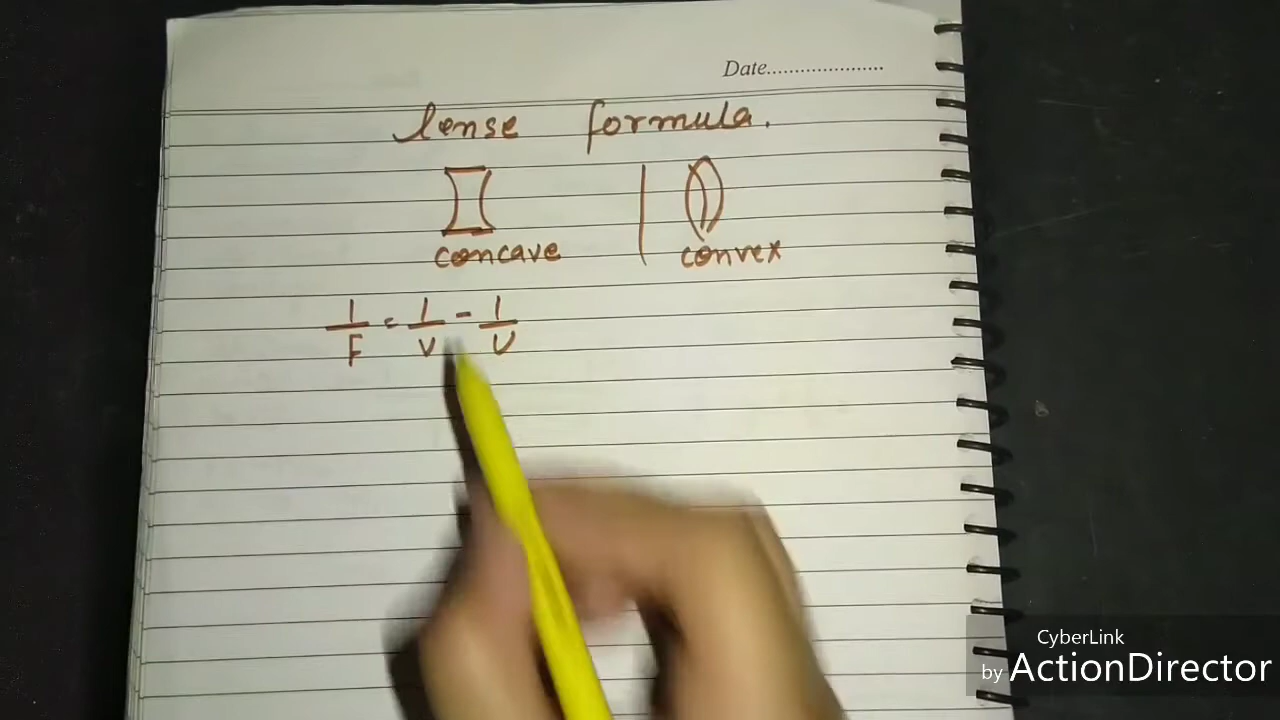 Date....................
lense formula.
concave | convex
1/F = 1/V - 1/U
CyberLink
by ActionDirector